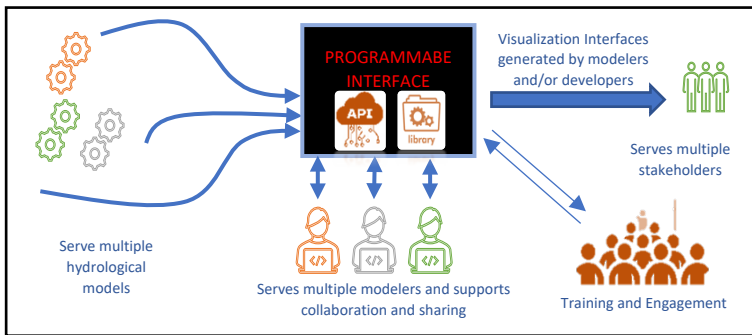 PROGRAMMABE
INTERFACE
API
library
Visualization Interfaces
generated by modelers
and/or developers
Serves multiple
stakeholders
Serve multiple
hydrological
models
</>
</>
</>
Serves multiple modelers and supports
collaboration and sharing
Training and Engagement